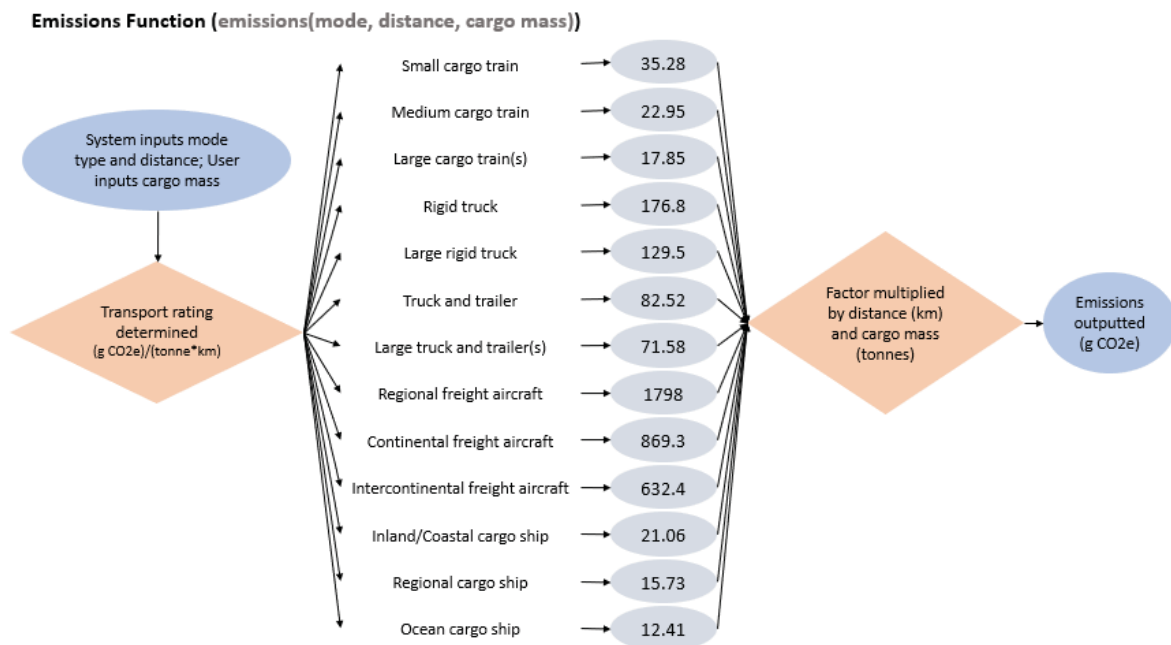 Emissions Function (emissions(mode, distance, cargo mass))
System inputs mode
type and distance; User
inputs cargo mass
Transport rating
determined
(g CO2e)/(tonne*km)
Small cargo train
35.28
Medium cargo train
22.95
Large cargo train(s)
17.85
Rigid truck
176.8
Large rigid truck
129.5
Truck and trailer
82.52
Large truck and trailer(s)
71.58
Regional freight aircraft
1798
Continental freight aircraft
869.3
Intercontinental freight aircraft
632.4
Inland/Coastal cargo ship
21.06
Regional cargo ship
15.73
Ocean cargo ship
12.41
Factor multiplied
by distance (km)
and cargo mass
(tonnes)
Emissions
outputted
(g CO2e)